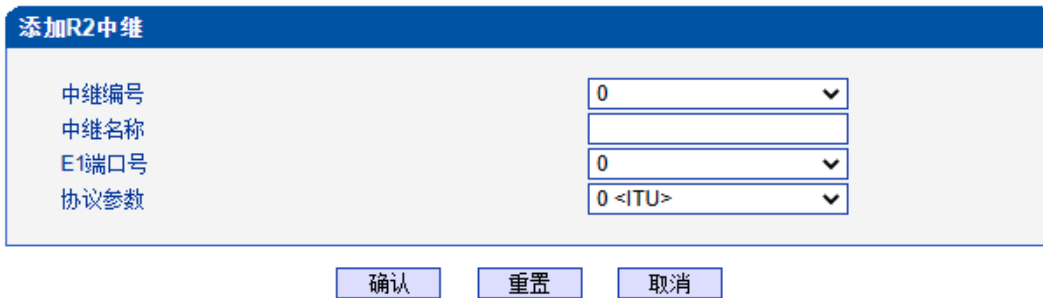 添加R2中继
中继编号 0
中继名称
E1端口号 0
协议参数 0 <ITU>
确认 重置 取消